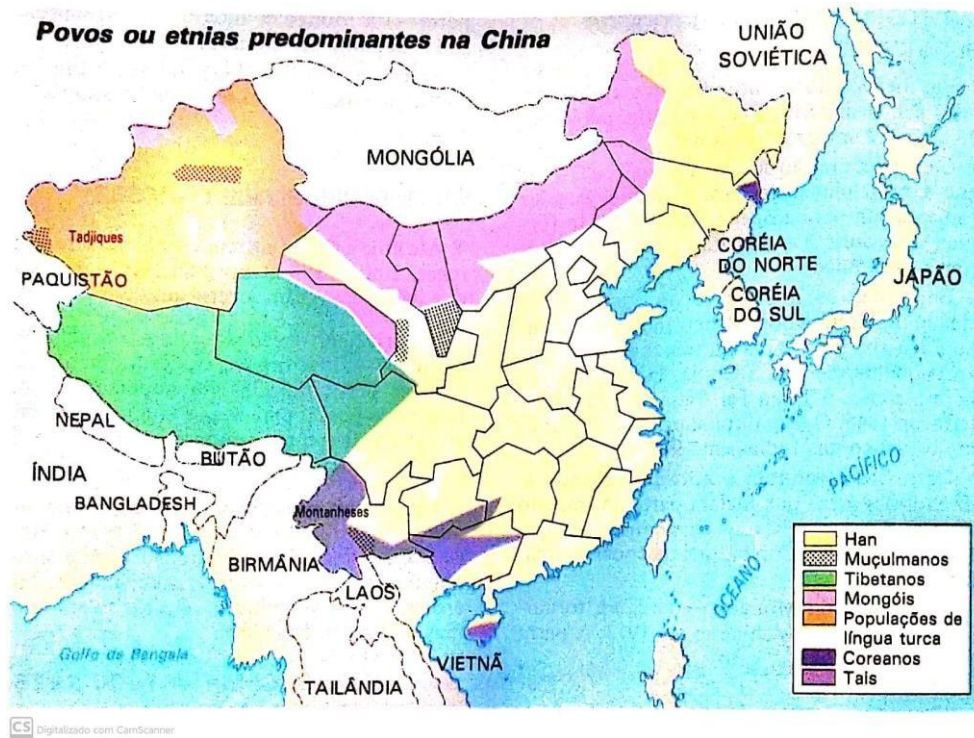 Povos ou etnias predominantes na China
UNIÃO
SOVIÉTICA
MONGÓLIA
Tadjiques
PAQUISTÃO
CORÉIA
DO NORTE
CORÉIA
DO SUL
JAPÃO
NEPAL
BUTÃO
ÍNDIA
BANGLADESH
Montanheses
BIRMÂNIA
LAOS
VIETNÃ
TAILÂNDIA
Golfo de Bengala
OCEANO
PACÍFICO
Han
Muçulmanos
Tibetanos
Mongóis
Populações de
língua turca
Coreanos
Tais
CS Digitalizado com CamScanner